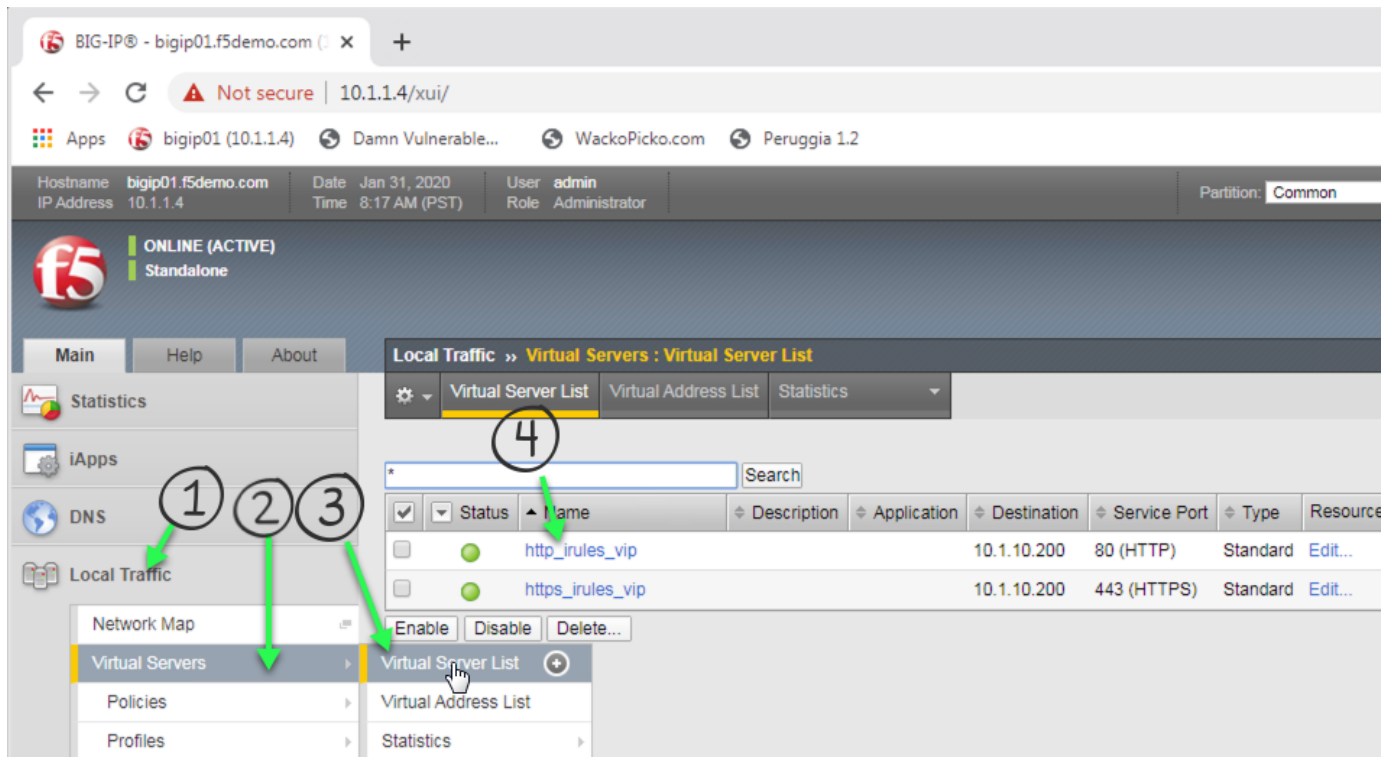 BIG-IP® - bigip01.f5demo.com (
Not secure | 10.1.1.4/xui/
Apps bigip01 (10.1.1.4) Damn Vulnerable... WackoPicko.com Peruggia 1.2
Hostname bigip01.f5demo.com Date Jan 31, 2020 User admin
IP Address 10.1.1.4 Time 8:17 AM (PST) Role Administrator
Partition: Common
f5
ONLINE (ACTIVE)
Standalone
Main Help About
Local Traffic » Virtual Servers : Virtual Server List
Virtual Server List Virtual Address List Statistics
Statistics
iApps
DNS
Local Traffic
Network Map
Virtual Servers
Policies
Profiles
1 2 3 4
* Search
Status Name Description Application Destination Service Port Type Resource
http_irules_vip 10.1.10.200 80 (HTTP) Standard Edit...
https_irules_vip 10.1.10.200 443 (HTTPS) Standard Edit...
Enable Disable Delete...
Virtual Server List
Virtual Address List
Statistics